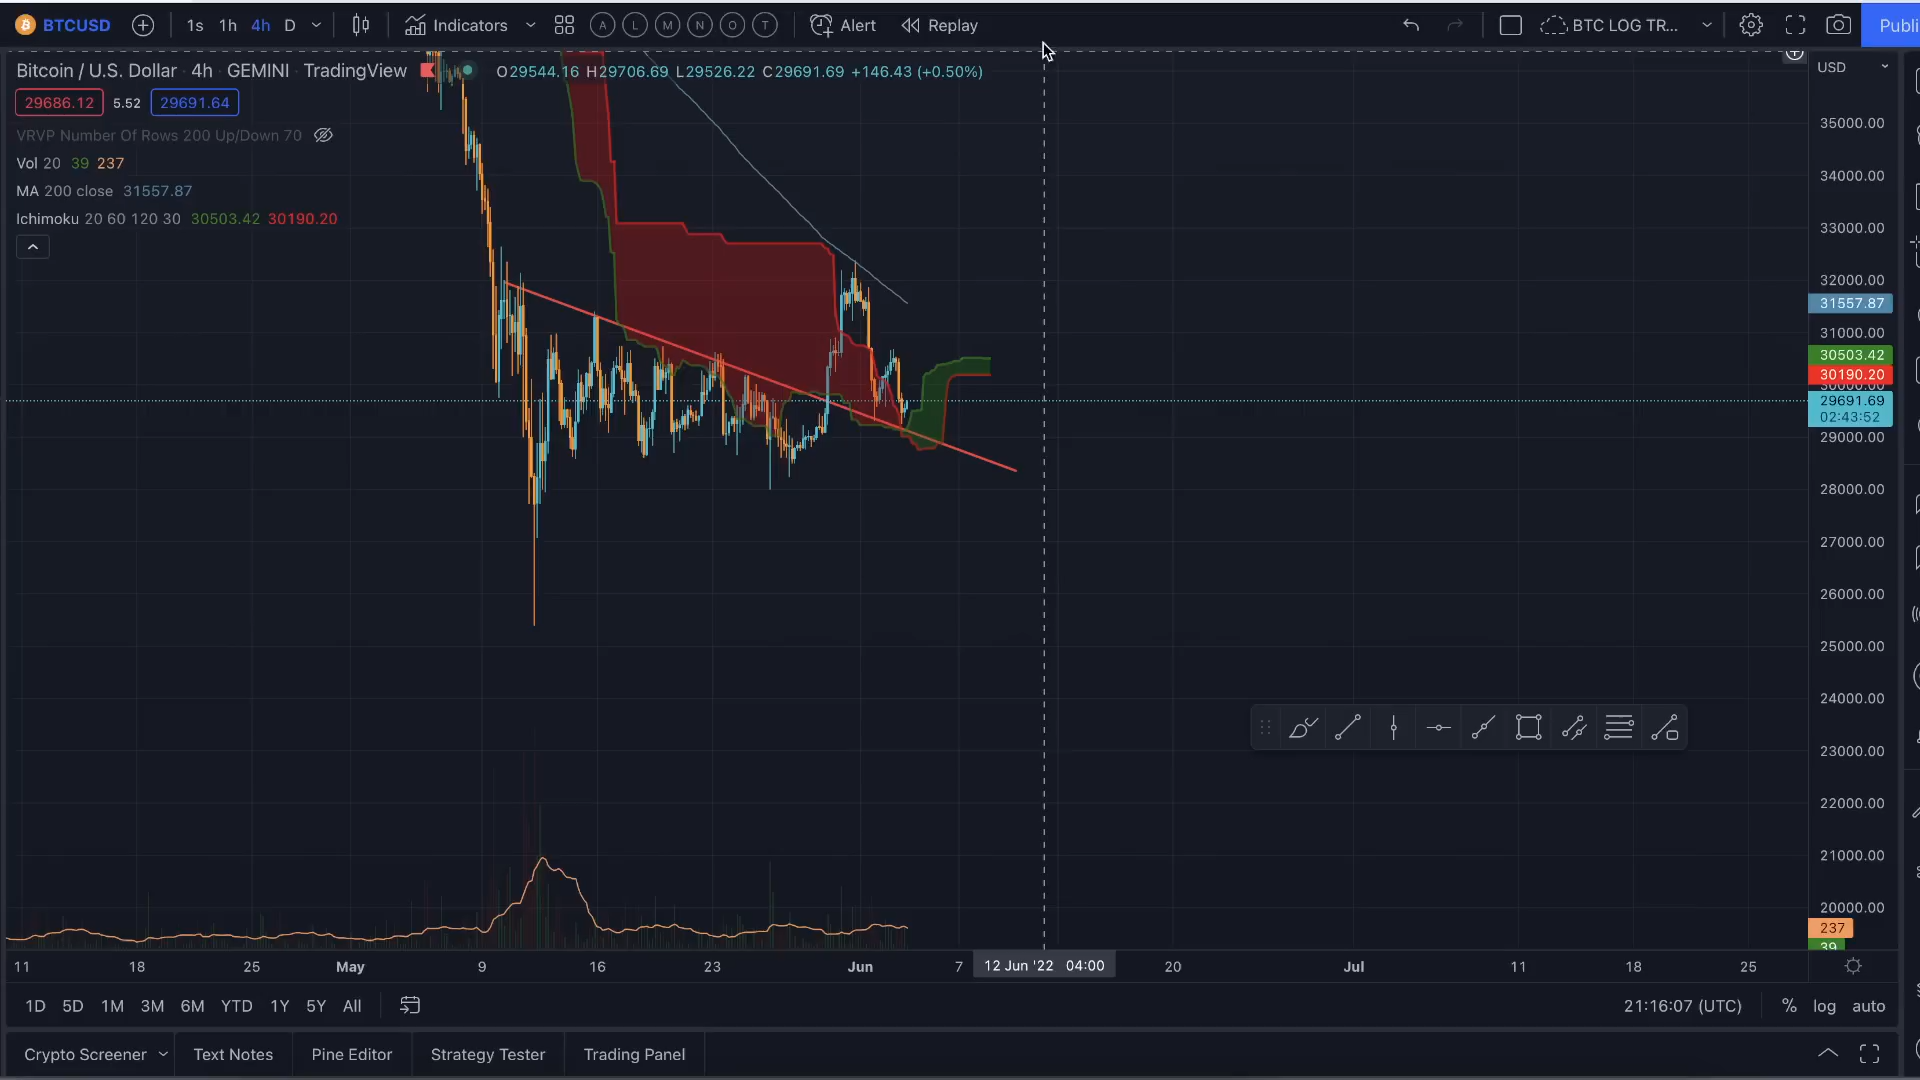 BTCUSD 1s 1h 4h D Indicators A L M N O T Alert Replay BTC LOG TR... Publi
Bitcoin / U.S. Dollar · 4h · GEMINI · TradingView O29544.16 H29706.69 L29526.22 C29691.69 +146.43 (+0.50%) USD
29686.12 5.52 29691.64
VRVP Number Of Rows 200 Up/Down 70
Vol 20 39 237
MA 200 close 31557.87
Ichimoku 20 60 120 30 30503.42 30190.20
35000.00
34000.00
33000.00
32000.00
31557.87
31000.00
30503.42
30190.20
30000.00
29691.69
02:43:52
29000.00
28000.00
27000.00
26000.00
25000.00
24000.00
23000.00
22000.00
21000.00
20000.00
237
39
11 18 25 May 9 16 23 Jun 7 12 Jun '22 04:00 20 Jul 11 18 25
1D 5D 1M 3M 6M YTD 1Y 5Y All 21:16:07 (UTC) % log auto
Crypto Screener Text Notes Pine Editor Strategy Tester Trading Panel